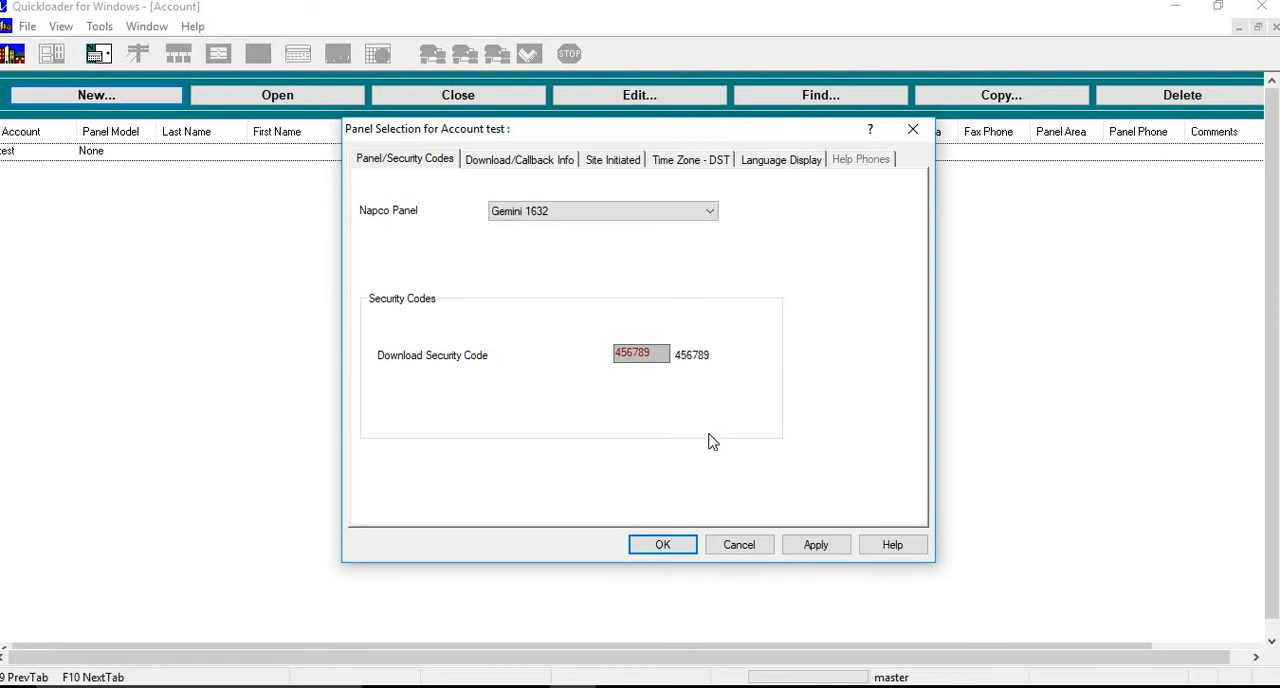 Quickloader for Windows - [Account]
File View Tools Window Help
STOP
New... Open Close Edit... Find... Copy... Delete
Account Panel Model Last Name First Name Fax Phone Panel Area Panel Phone Comments
None
Panel Selection for Account test :
?
Panel/Security Codes Download/Callback Info Site Initiated Time Zone - DST Language Display Help Phones
Napco Panel Gemini 1632
Security Codes
Download Security Code 456789 456789
OK Cancel Apply Help
PrevTab F10 NextTab master